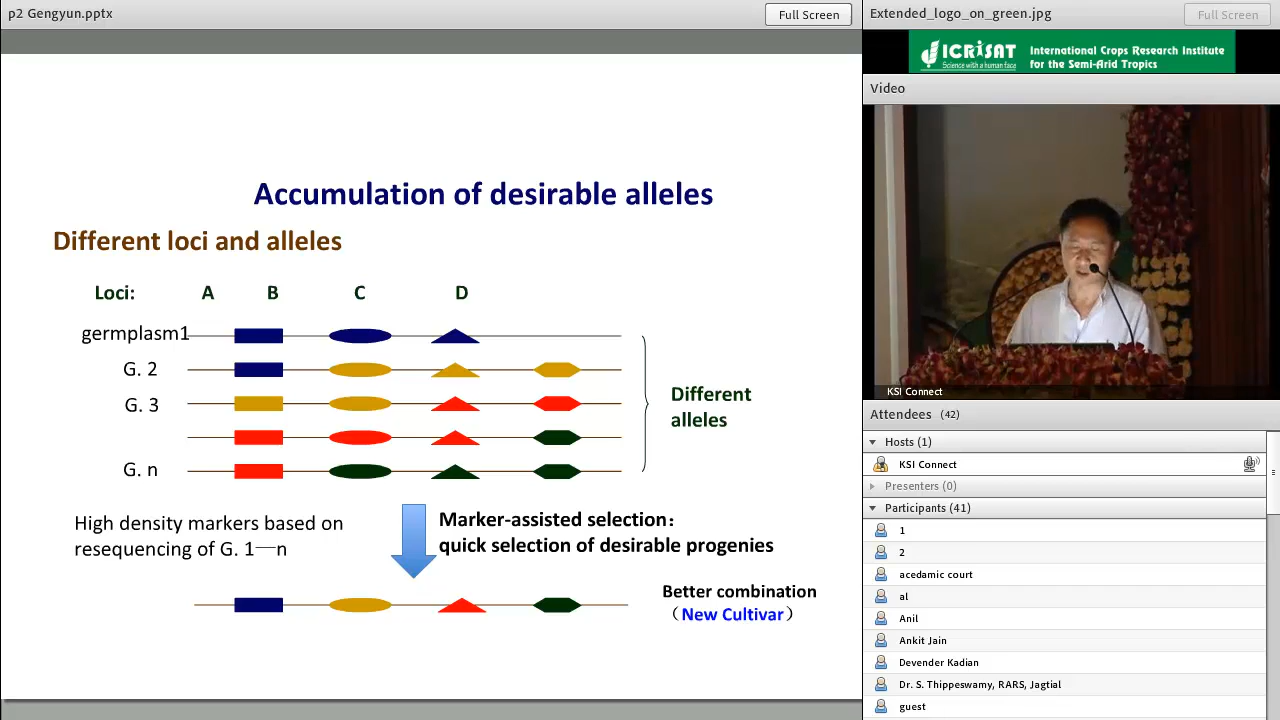 p2 Gengyun.pptx
Full Screen
Accumulation of desirable alleles
Different loci and alleles
Loci: A B C D
germplasm1
G. 2
G. 3
G. n
Different
alleles
High density markers based on
resequencing of G. 1—n
Marker-assisted selection：
quick selection of desirable progenies
Better combination
（New Cultivar）
Extended_logo_on_green.jpg
Full Screen
ICRISAT
Science with a human face
International Crops Research Institute
for the Semi-Arid Tropics
Video
KSI Connect
Attendees (42)
Hosts (1)
KSI Connect
Presenters (0)
Participants (41)
1
2
acedamic court
al
Anil
Ankit Jain
Devender Kadian
Dr. S. Thippeswamy, RARS, Jagtial
guest